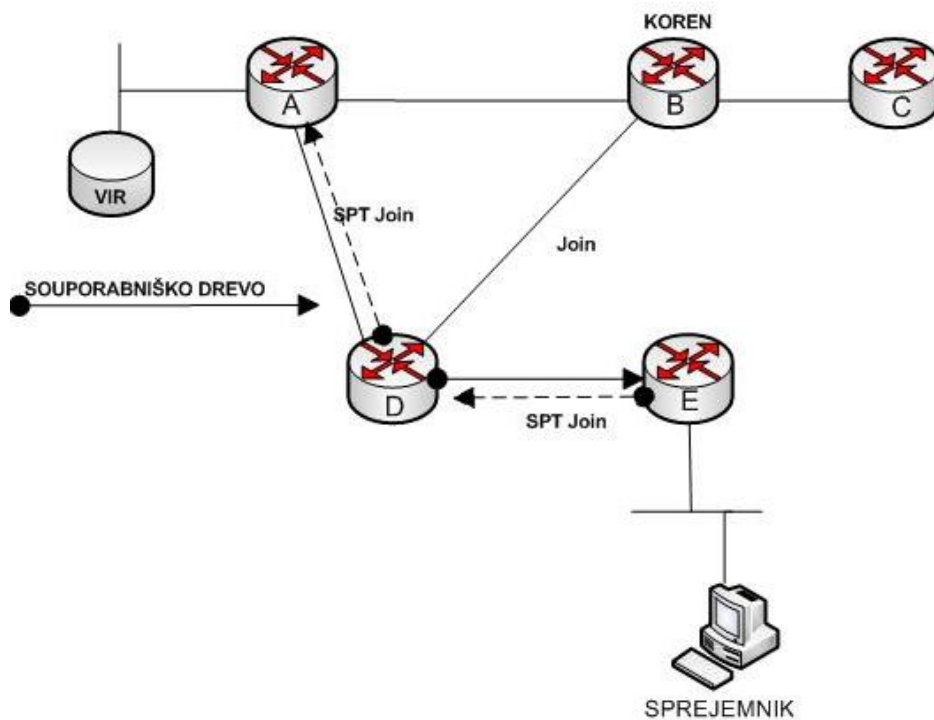 KOREN
A
B
C
VIR
SPT Join
Join
SOUPORABNIŠKO DREVO
D
E
SPT Join
SPREJEMNIK